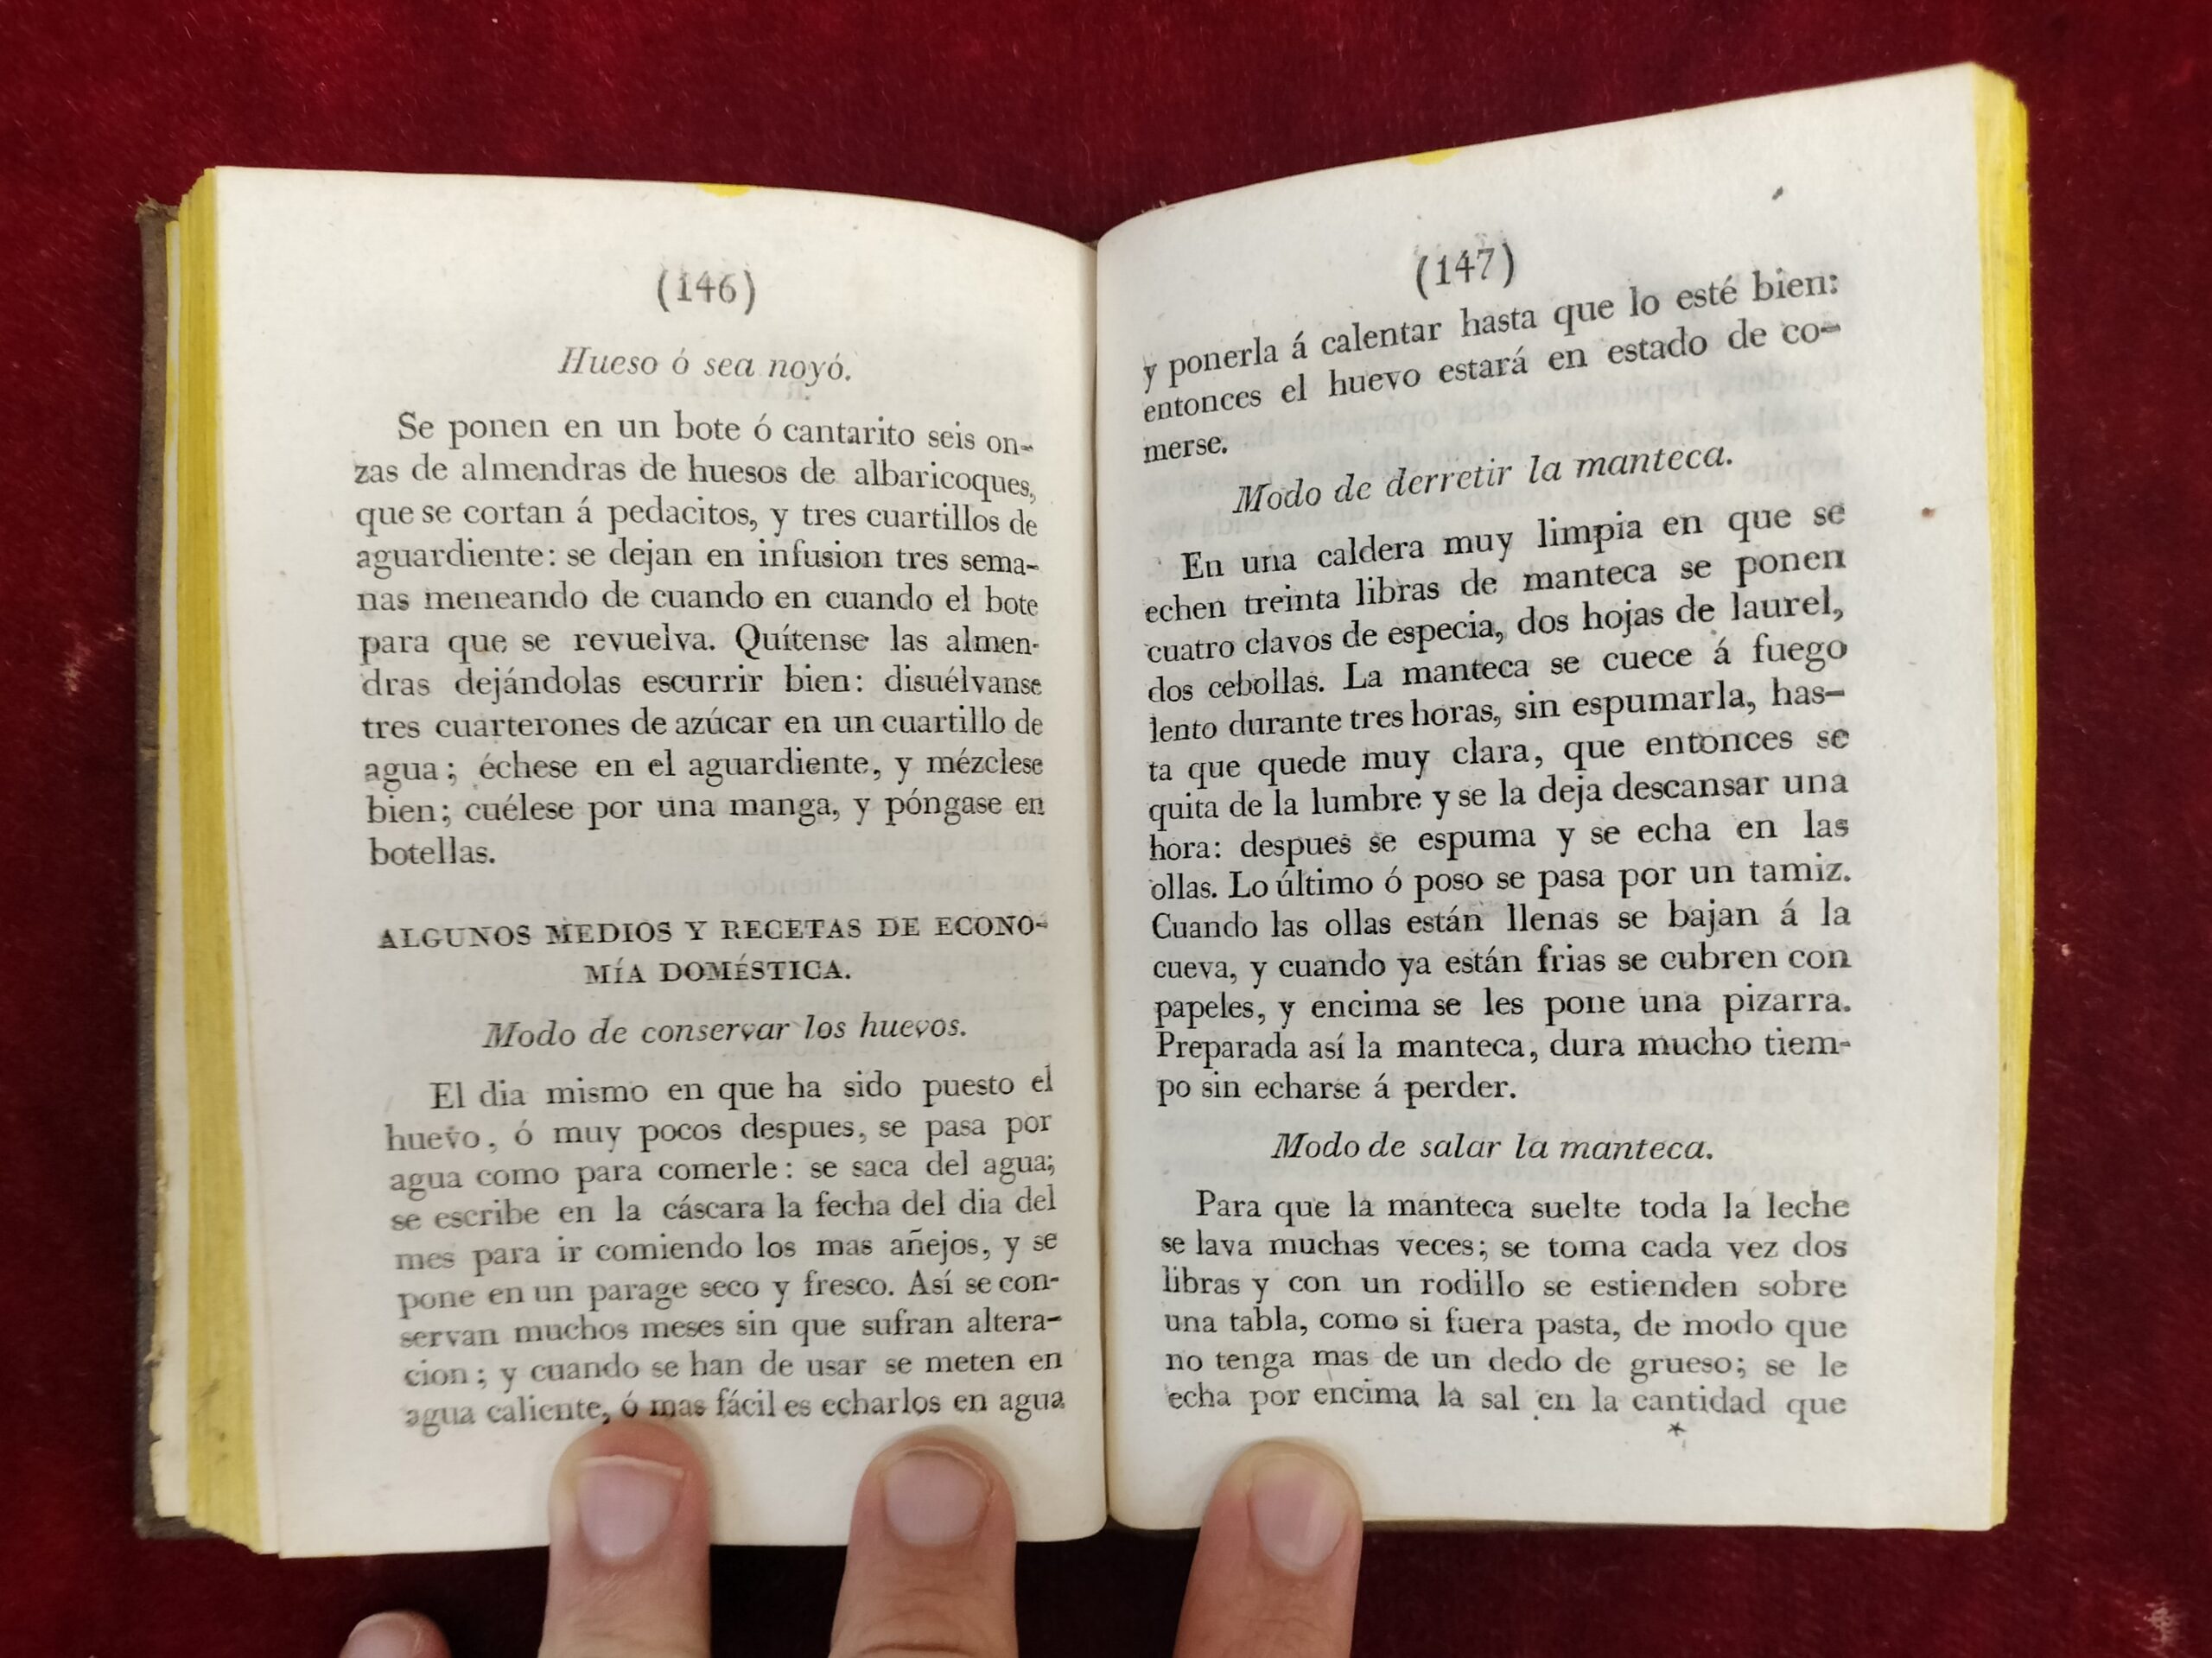 (146)
Hueso ó sea noyó.
Se ponen en un bote ó cantarito seis on-
zas de almendras de huesos de albaricoques,
que se cortan á pedacitos, y tres cuartillos de
aguardiente: se dejan en infusion tres sema-
nas meneando de cuando en cuando el bote
para que se revuelva. Quítense las almen-
dras dejándolas escurrir bien: disuélvanse
tres cuarterones de azúcar en un cuartillo de
agua; échese en el aguardiente, y mézclese
bien; cuélese por una manga, y póngase en
botellas.
ALGUNOS MEDIOS Y RECETAS DE ECONO-
MÍA DOMÉSTICA.
Modo de conservar los huevos.
El dia mismo en que ha sido puesto el
huevo, ó muy pocos despues, se pasa por
agua como para comerle: se saca del agua;
se escribe en la cáscara la fecha del dia del
mes para ir comiendo los mas añejos, y se
pone en un parage seco y fresco. Así se con-
servan muchos meses sin que sufran altera-
cion; y cuando se han de usar se meten en
agua caliente, ó mas fácil es echarlos en agua
(147)
y ponerla á calentar hasta que lo esté bien:
entonces el huevo estará en estado de co-
merse.
Modo de derretir la manteca.
En una caldera muy limpia en que se
echen treinta libras de manteca se ponen
cuatro clavos de especia, dos hojas de laurel,
dos cebollas. La manteca se cuece á fuego
lento durante tres horas, sin espumarla, has-
ta que quede muy clara, que entonces se
quita de la lumbre y se la deja descansar una
hora: despues se espuma y se echa en las
ollas. Lo último ó poso se pasa por un tamiz.
Cuando las ollas están llenas se bajan á la
cueva, y cuando ya están frias se cubren con
papeles, y encima se les pone una pizarra.
Preparada así la manteca, dura mucho tiem-
po sin echarse á perder.
Modo de salar la manteca.
Para que la manteca suelte toda la leche
se lava muchas veces; se toma cada vez dos
libras y con un rodillo se estienden sobre
una tabla, como si fuera pasta, de modo que
no tenga mas de un dedo de grueso; se le
echa por encima la sal en la cantidad que
*